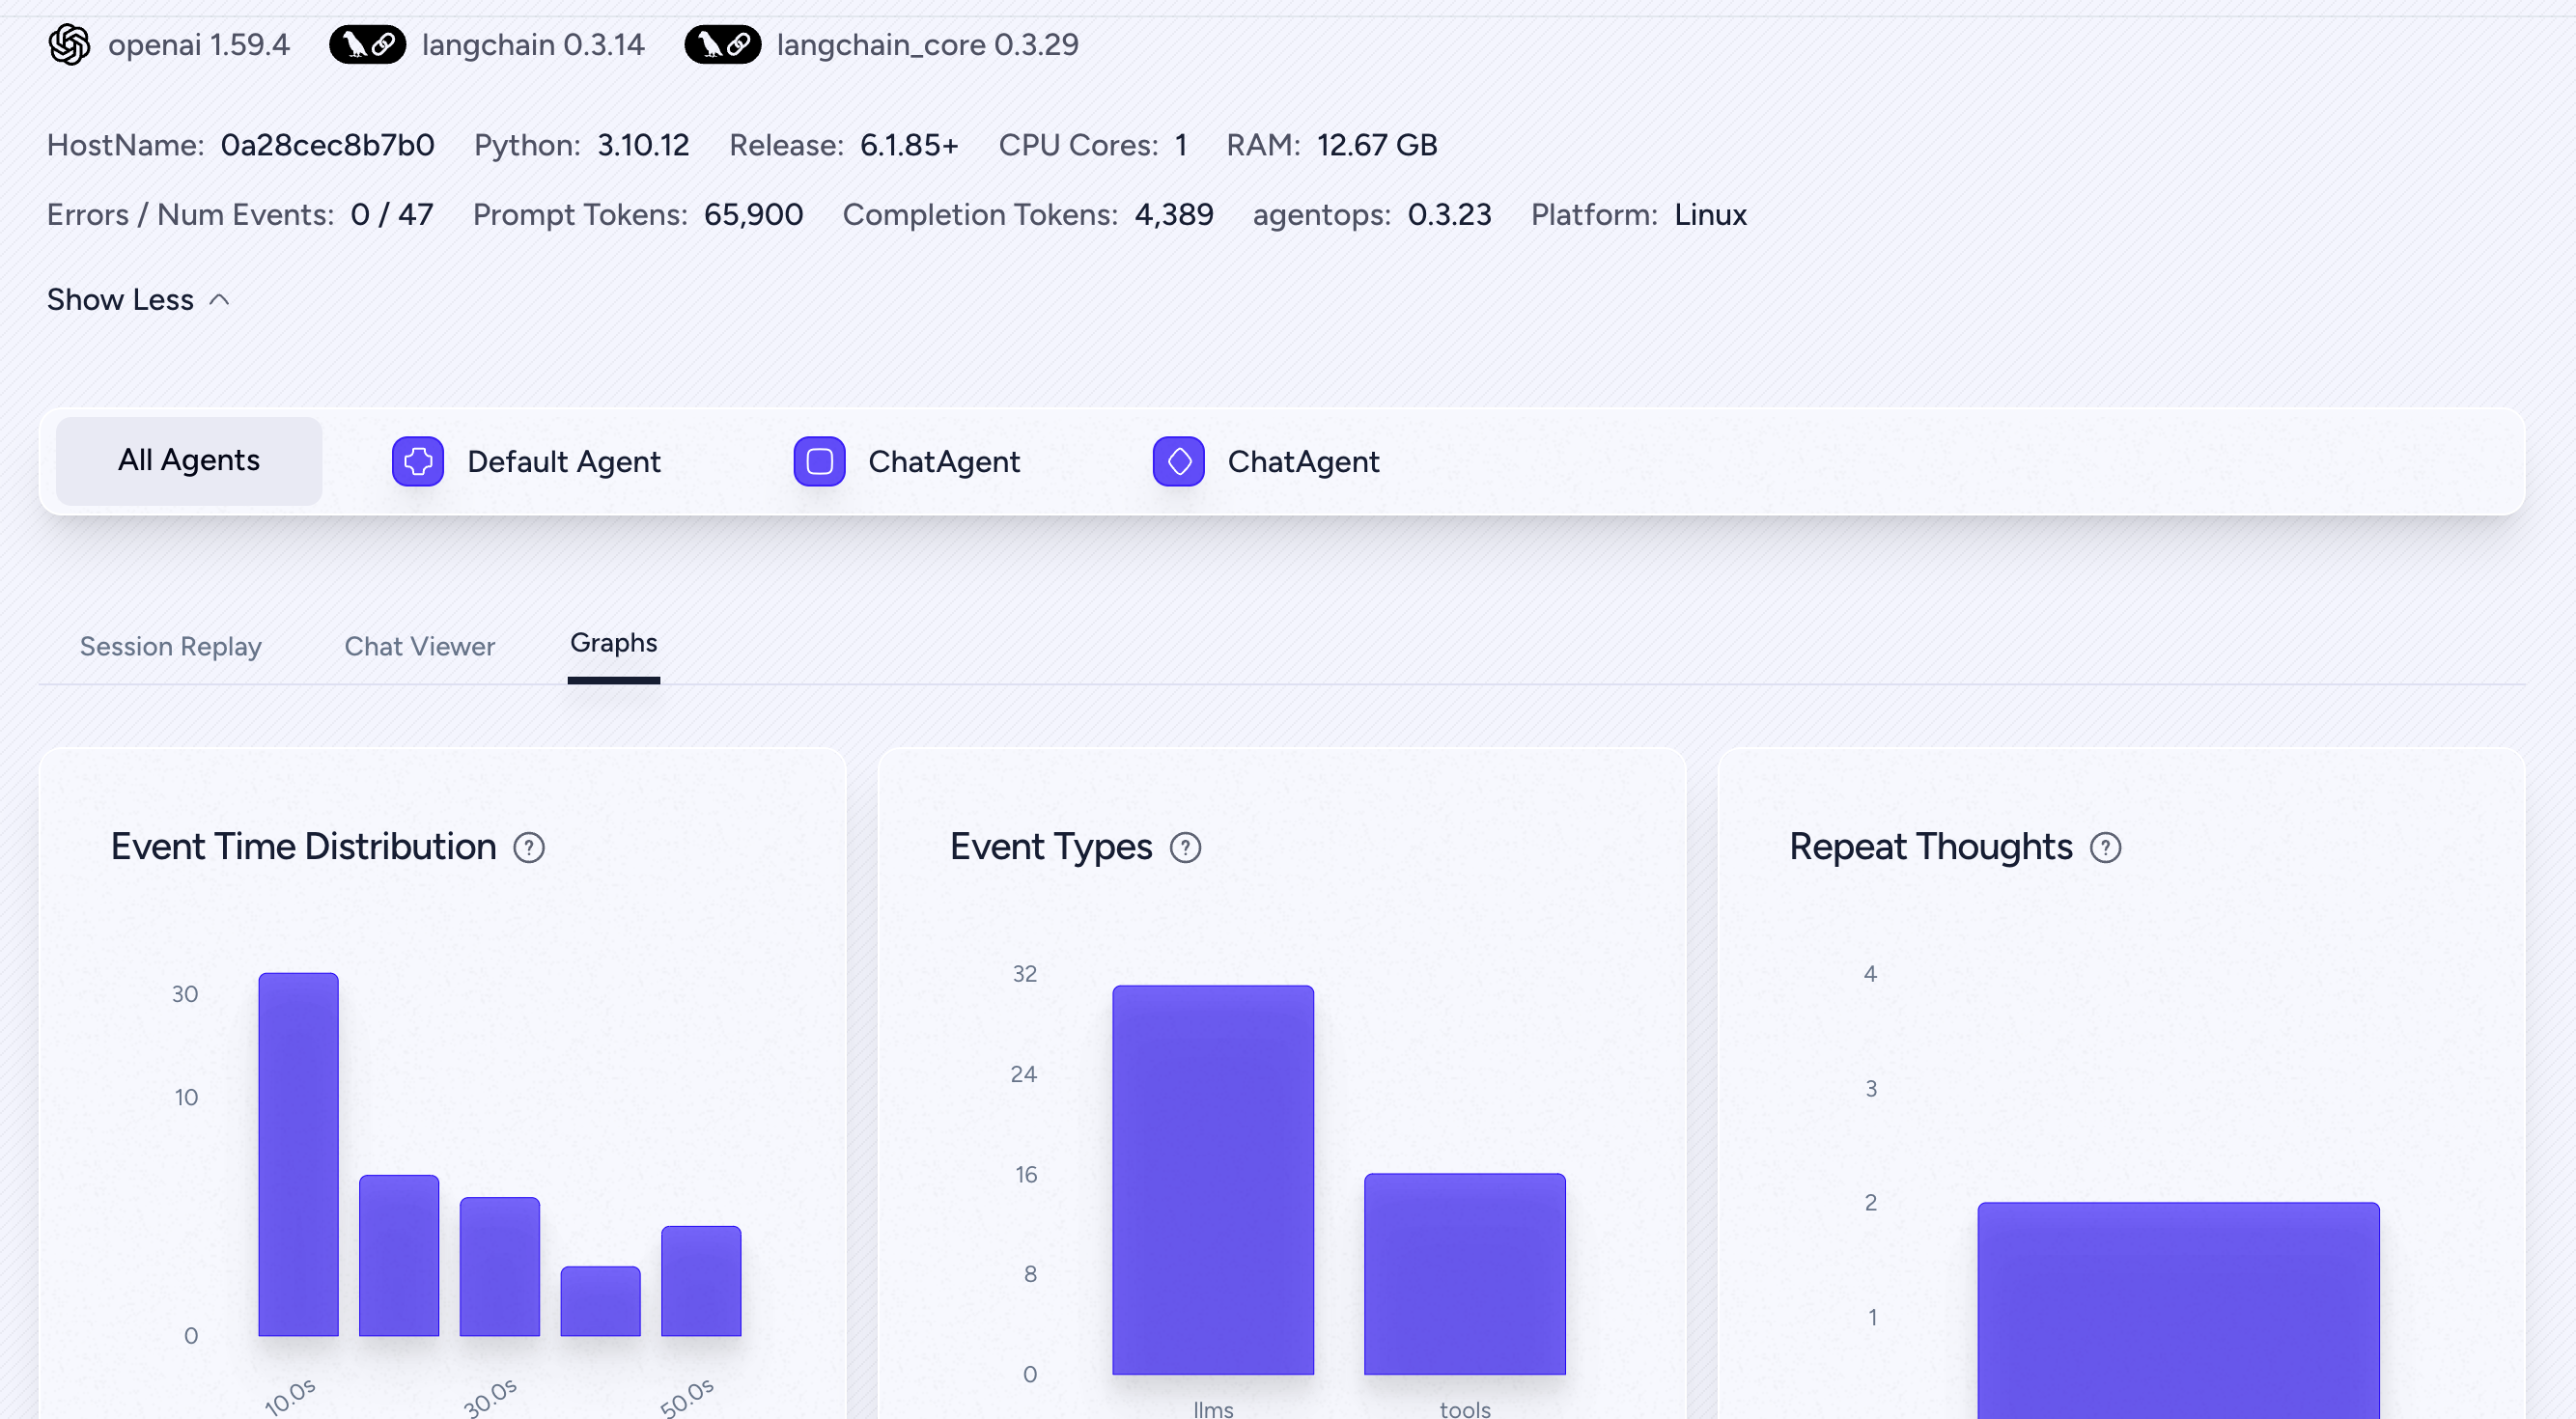 openai 1.59.4 langchain 0.3.14 langchain_core 0.3.29
HostName: 0a28cec8b7b0 Python: 3.10.12 Release: 6.1.85+ CPU Cores: 1 RAM: 12.67 GB
Errors / Num Events: 0 / 47 Prompt Tokens: 65,900 Completion Tokens: 4,389 agentops: 0.3.23 Platform: Linux
Show Less
All Agents Default Agent ChatAgent ChatAgent
Session Replay Chat Viewer Graphs
Event Time Distribution ?
30
10
0
10.0s 30.0s 50.0s
Event Types ?
32
24
16
8
0
llms tools
Repeat Thoughts ?
4
3
2
1